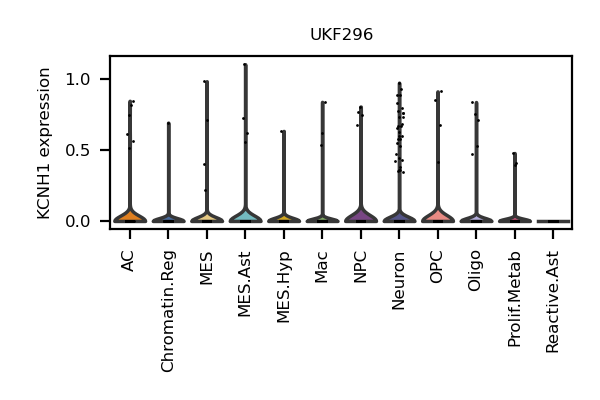 UKF296
KCNH1 expression
1.0
0.5
0.0
AC
Chromatin.Reg
MES
MES.Ast
MES.Hyp
Mac
NPC
Neuron
OPC
Oligo
Prolif.Metab
Reactive.Ast